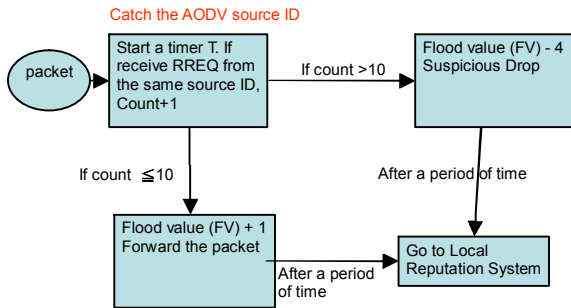 Catch the AODV source ID
packet
Start a timer T. If
receive RREQ from
the same source ID,
Count+1
If count >10
Flood value (FV) - 4
Suspicious Drop
If count ≦10
After a period of time
Flood value (FV) + 1
Forward the packet
After a period
of time
Go to Local
Reputation System